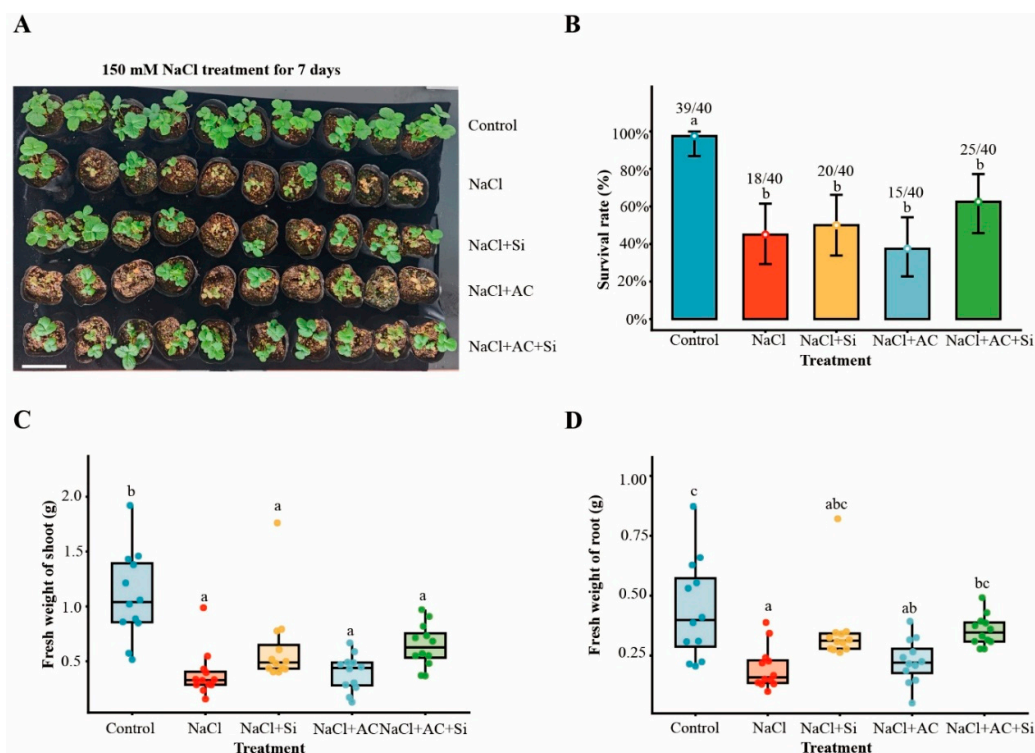 A
150 mM NaCl treatment for 7 days
Control
NaCl
NaCl+Si
NaCl+AC
NaCl+AC+Si
B
Survival rate (%)
100%
80%
60%
40%
20%
0%
39/40
a
18/40
b
20/40
b
15/40
b
25/40
b
Control NaCl NaCl+Si NaCl+AC NaCl+AC+Si
Treatment
C
Fresh weight of shoot (g)
2.0
1.5
1.0
0.5
b
a
a
a
a
Control NaCl NaCl+Si NaCl+AC NaCl+AC+Si
Treatment
D
Fresh weight of root (g)
1.00
0.75
0.50
0.25
c
a
abc
ab
bc
Control NaCl NaCl+Si NaCl+AC NaCl+AC+Si
Treatment